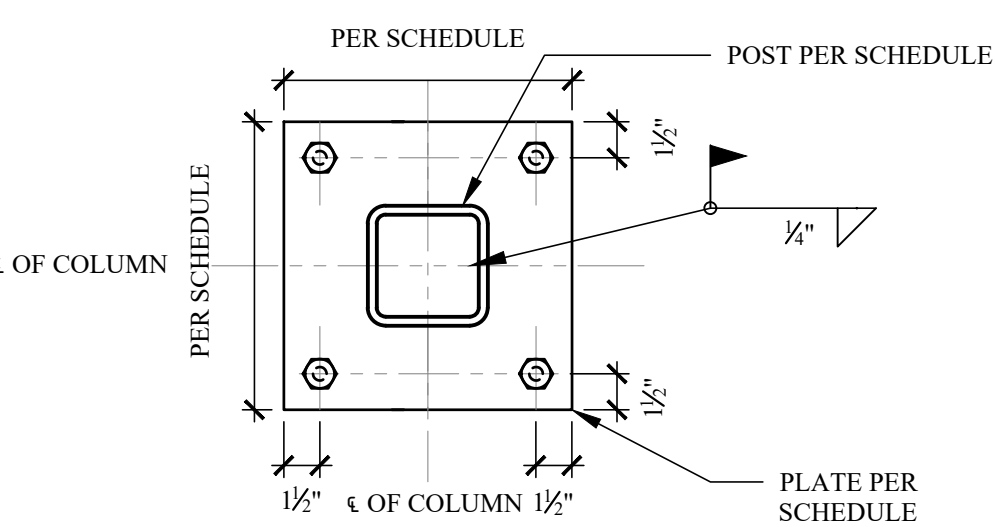 PER SCHEDULE
POST PER SCHEDULE
1½"
¼"
PER SCHEDULE
℄ OF COLUMN
1½"
1½"
℄ OF COLUMN
1½"
PLATE PER
SCHEDULE